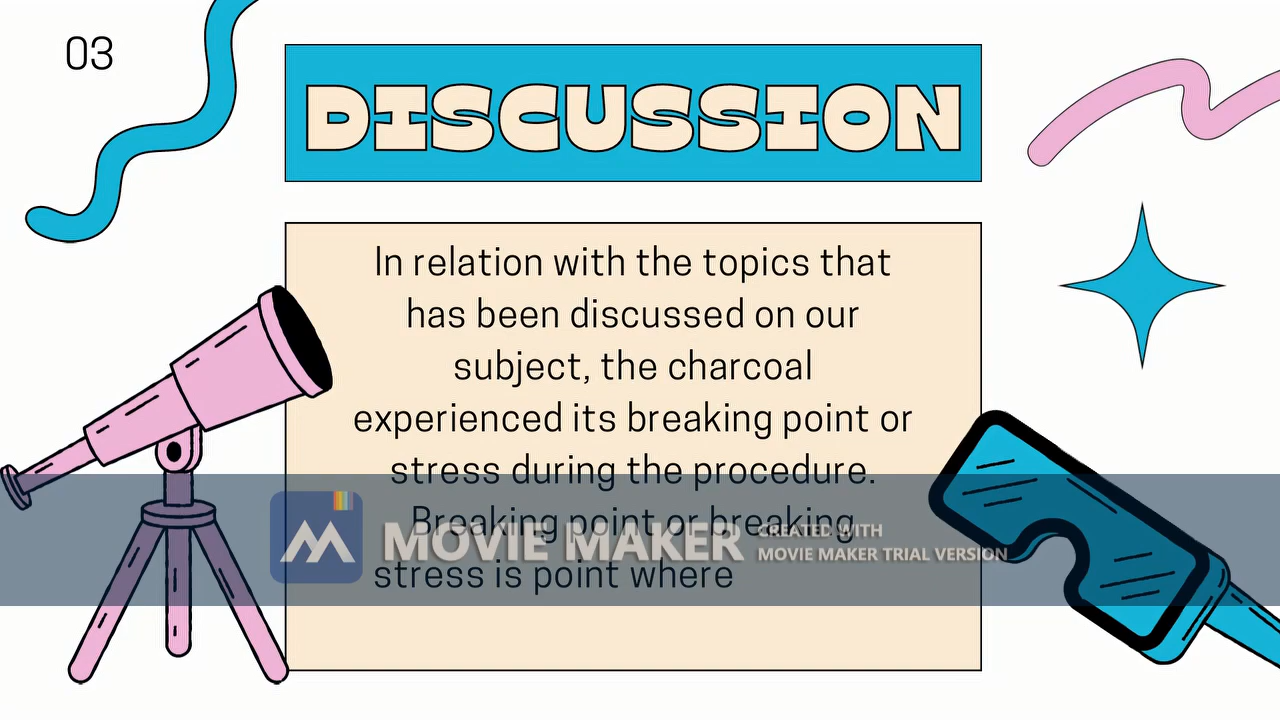 03
DISCUSSION
In relation with the topics that
has been discussed on our
subject, the charcoal
experienced its breaking point or
stress during the procedure.
Breaking point or breaking
stress is point where
MOVIE MAKER
CREATED WITH
MOVIE MAKER TRIAL VERSION